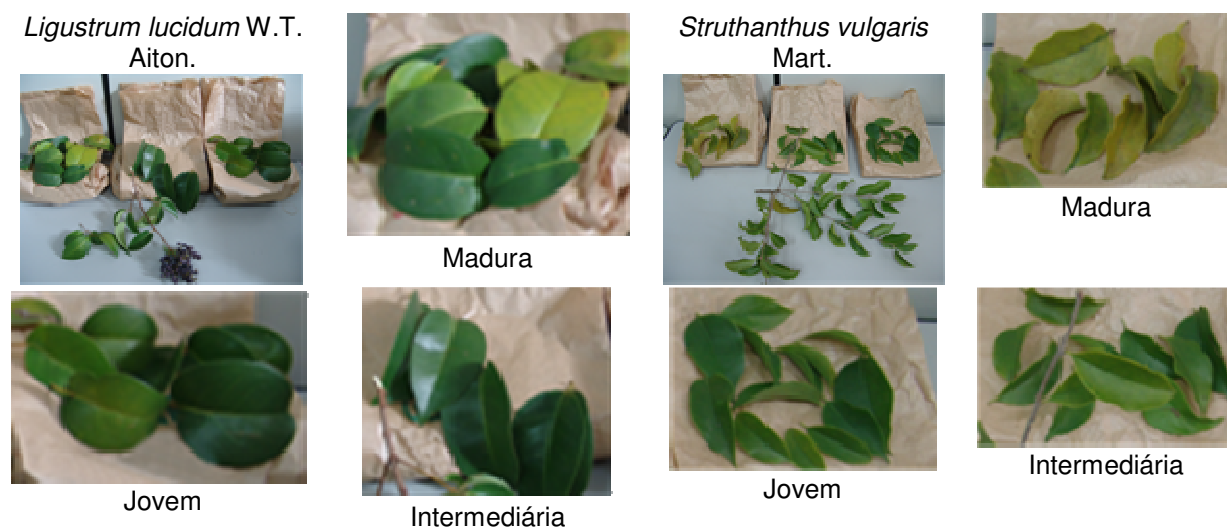 Ligustrum lucidum W.T.
Aiton.
Madura
Jovem
Intermediária
Struthanthus vulgaris
Mart.
Madura
Jovem
Intermediária